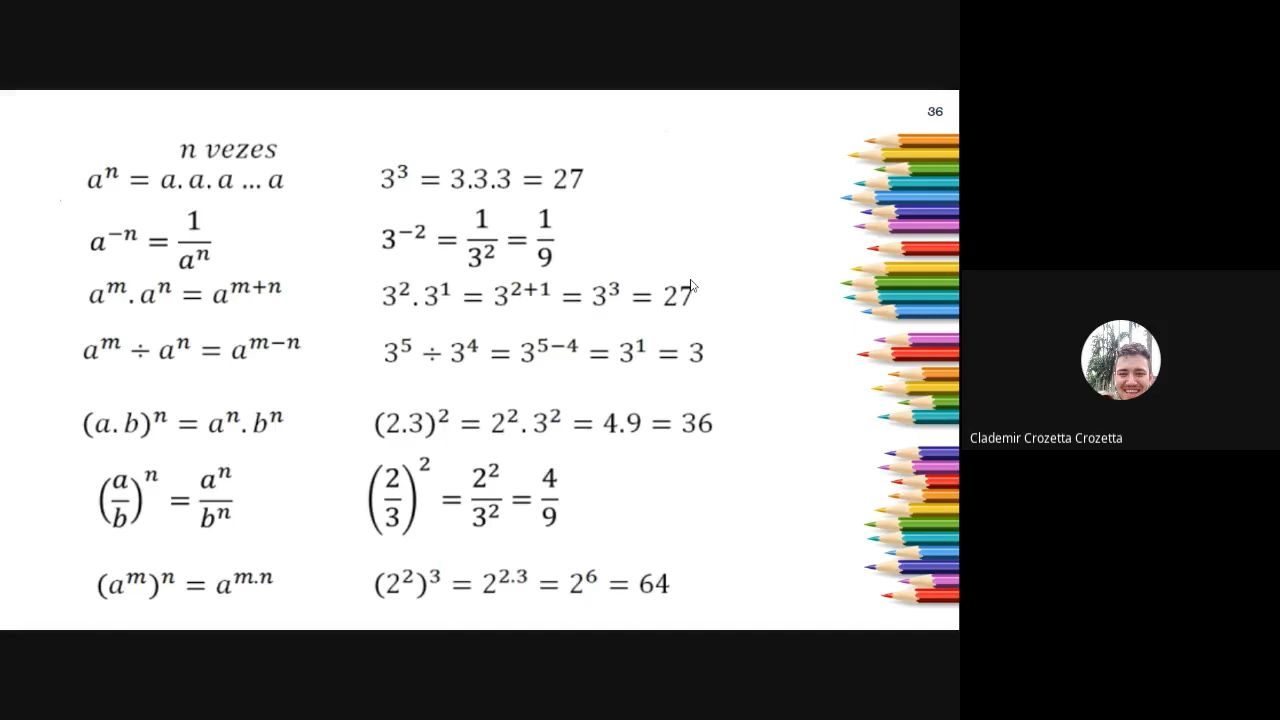 36
n vezes
aⁿ = a.a.a ... a    3³ = 3.3.3 = 27
a⁻ⁿ = 1/aⁿ    3⁻² = 1/3² = 1/9
aᵐ.aⁿ = aᵐ⁺ⁿ    3².3¹ = 3²⁺¹ = 3³ = 27
aᵐ ÷ aⁿ = aᵐ⁻ⁿ    3⁵ ÷ 3⁴ = 3⁵⁻⁴ = 3¹ = 3
(a.b)ⁿ = aⁿ.bⁿ    (2.3)² = 2².3² = 4.9 = 36
(a/b)ⁿ = aⁿ/bⁿ    (2/3)² = 2²/3² = 4/9
(aᵐ)ⁿ = aᵐ·ⁿ    (2²)³ = 2²·³ = 2⁶ = 64
Clademir Crozetta Crozetta